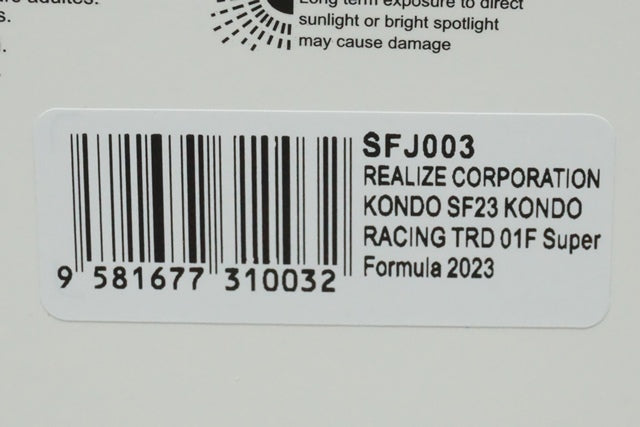 adultes.
s.
Long term exposure to direct
sunlight or bright spotlight
may cause damage
SFJ003
REALIZE CORPORATION
KONDO SF23 KONDO
RACING TRD 01F Super
Formula 2023
9 581677 310032